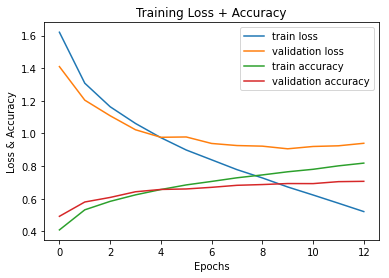 Training Loss + Accuracy
train loss
validation loss
train accuracy
validation accuracy
Loss & Accuracy
1.6
1.4
1.2
1.0
0.8
0.6
0.4
0 2 4 6 8 10 12
Epochs